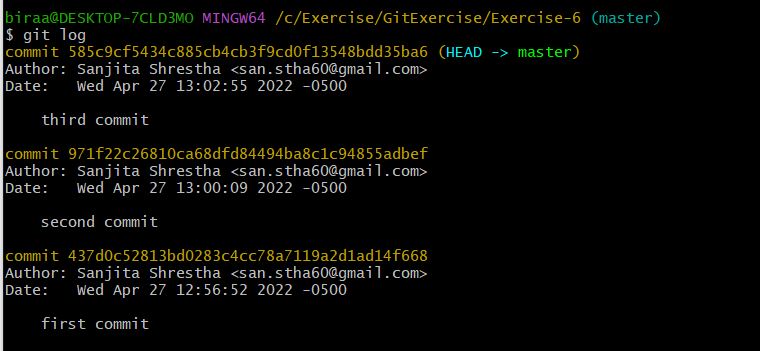 biraa@DESKTOP-7CLD3MO MINGW64 /c/Exercise/GitExercise/Exercise-6 (master)
$ git log
commit 585c9cf5434c885cb4cb3f9cd0f13548bdd35ba6 (HEAD -> master)
Author: Sanjita Shrestha <san.stha60@gmail.com>
Date:   Wed Apr 27 13:02:55 2022 -0500
    third commit
commit 971f22c26810ca68dfd84494ba8c1c94855adbef
Author: Sanjita Shrestha <san.stha60@gmail.com>
Date:   Wed Apr 27 13:00:09 2022 -0500
    second commit
commit 437d0c52813bd0283c4cc78a7119a2d1ad14f668
Author: Sanjita Shrestha <san.stha60@gmail.com>
Date:   Wed Apr 27 12:56:52 2022 -0500
    first commit